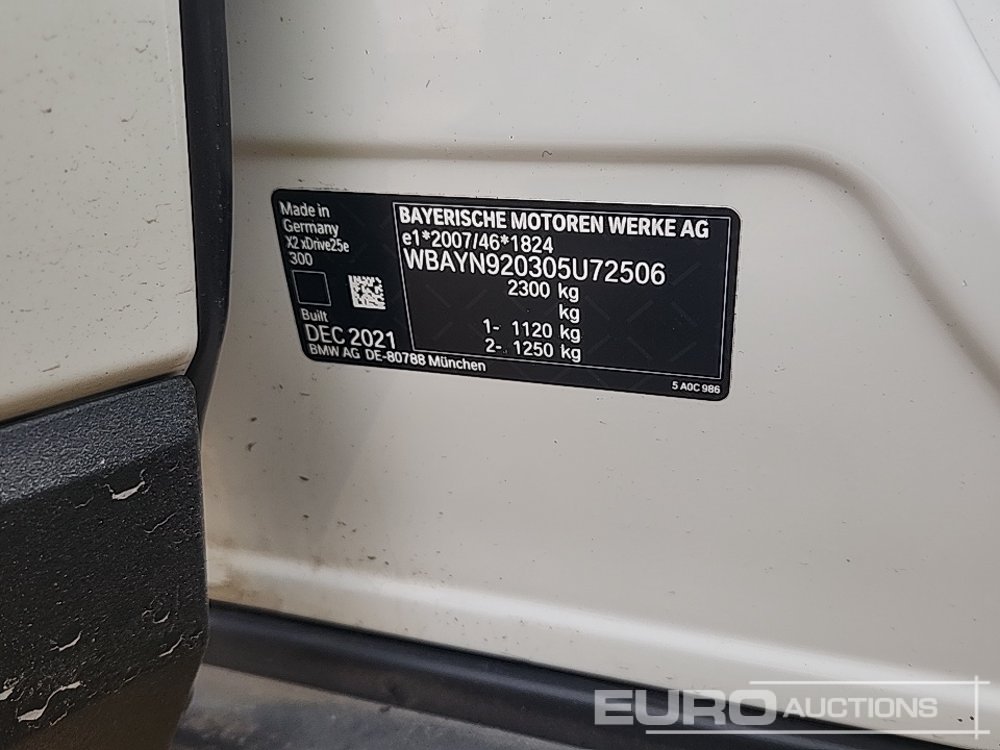 Made in
Germany
X2 xDrive25e
300
Built
DEC 2021
BMW AG DE-80788 München
BAYERISCHE MOTOREN WERKE AG
e1*2007/46*1824
WBAYN920305U72506
2300 kg
kg
1- 1120 kg
2- 1250 kg
5 A0C 986
EURO AUCTIONS